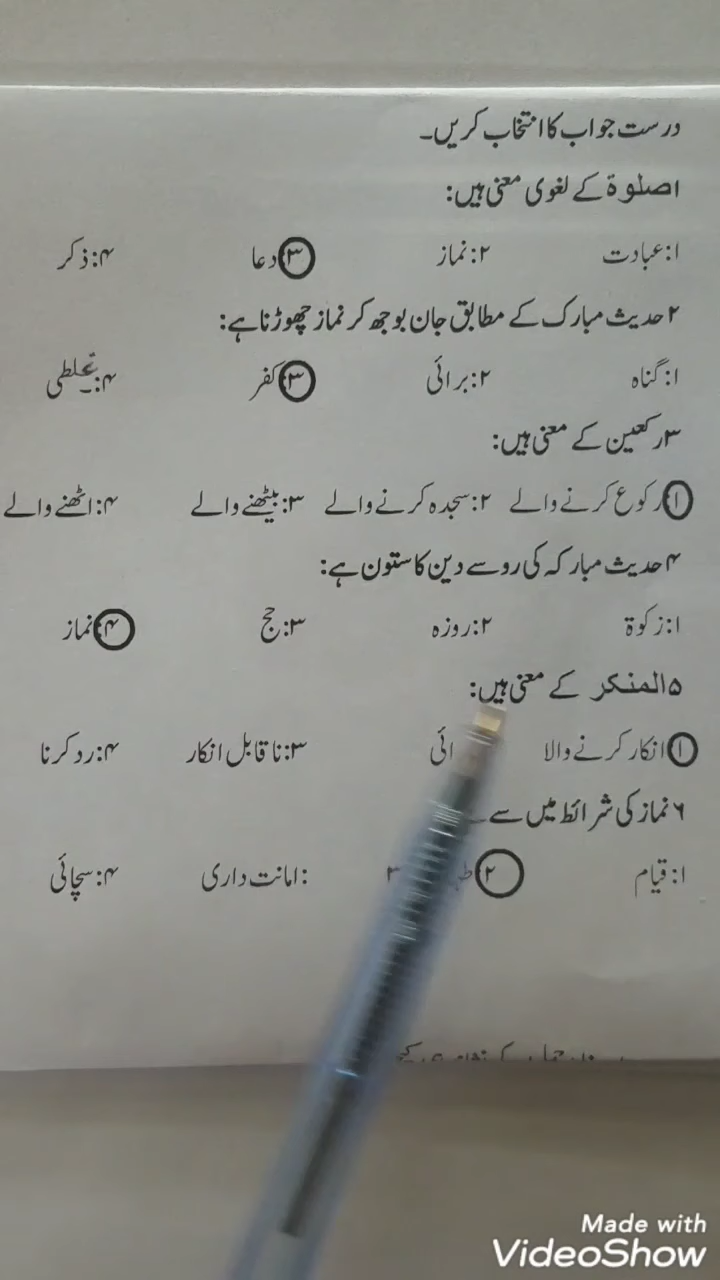 درست جواب کا انتخاب کریں۔
۱صلوۃ کے لغوی معنی ہیں:
۱:عبادت ۲:نماز ۳:دعا ۴:ذکر
۲حدیث مبارک کے مطابق جان بوجھ کر نماز چھوڑنا ہے:
۱:گناہ ۲:برائی ۳:کفر ۴:غلطی
۳رکعین کے معنی ہیں:
۱:رکوع کرنے والے ۲:سجدہ کرنے والے ۳:بیٹھنے والے ۴:اٹھنے والے
۴حدیث مبارکہ کی رو سے دین کا ستون ہے:
۱:زکوۃ ۲:روزہ ۳:حج ۴:نماز
۵المنکر کے معنی ہیں:
۱:انکار کرنے والا ۳:ناقابل انکار ۴:رد کرنا
۶نماز کی شرائط میں سے
۱:قیام ۲ ۳:امانت داری ۴:سچائی
Made with
VideoShow